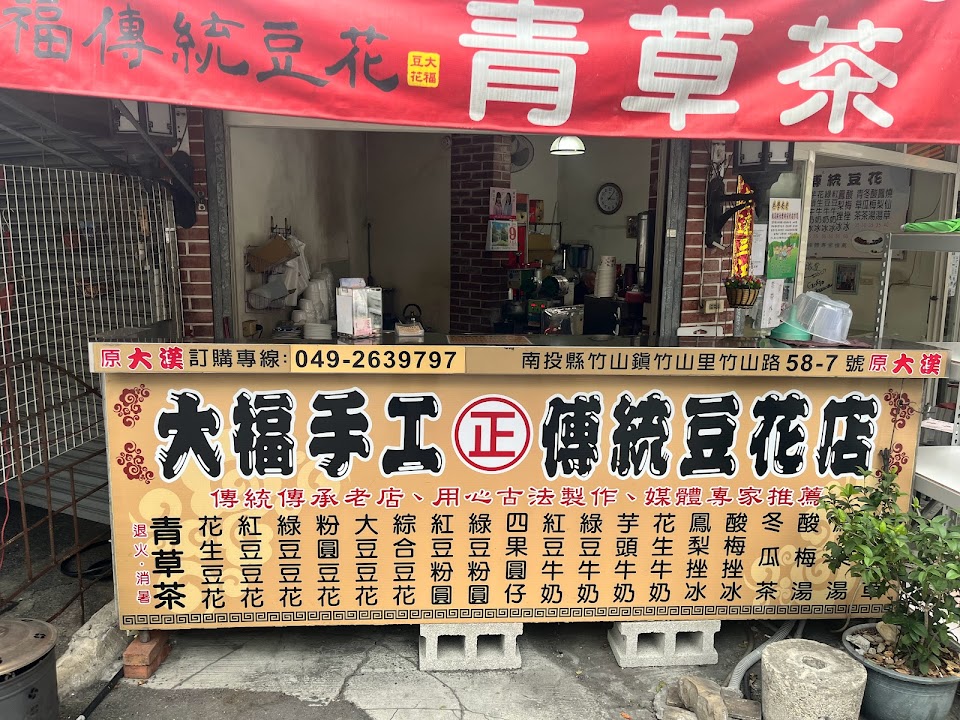 福傳統豆花
大福豆花
青草茶
傳統豆花
9
原大漢 訂購專線:049-2639797
南投縣竹山鎮竹山里竹山路58-7號 原大漢
大福手工 正 傳統豆花店
傳統傳承老店、用心古法製作、媒體專家推薦
退火·消暑
青草茶
花生豆花
紅豆豆花
綠豆豆花
粉圓豆花
大豆豆花
綜合豆花
紅豆粉圓
綠豆粉圓
四果圓仔
紅豆牛奶
綠豆牛奶
芋頭牛奶
花生牛奶
鳳梨挫冰
酸梅挫冰
冬瓜茶
酸梅湯
湯